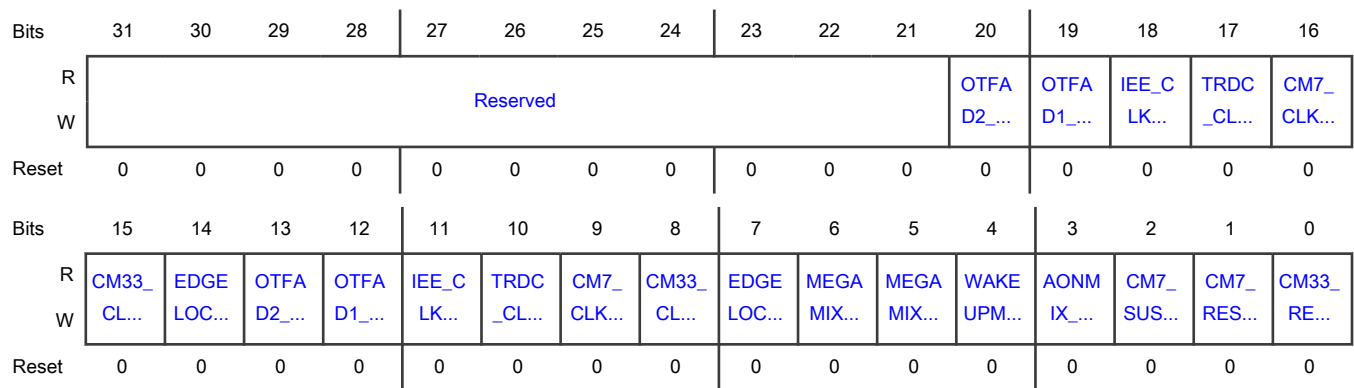 Bits 31 30 29 28 27 26 25 24 23 22 21 20 19 18 17 16
R OTFA OTFA IEE_C TRDC CM7_
Reserved
W D2_... D1_... LK... _CL... CLK...
Reset 0 0 0 0 0 0 0 0 0 0 0 0 0 0 0 0
Bits 15 14 13 12 11 10 9 8 7 6 5 4 3 2 1 0
R CM33_ EDGE OTFA OTFA IEE_C TRDC CM7_ CM33_ EDGE MEGA MEGA WAKE AONM CM7_ CM7_ CM33_
W CL... LOC... D2_... D1_... LK... _CL... CLK... CL... LOC... MIX... MIX... UPM... IX_... SUS... RES... RE...
Reset 0 0 0 0 0 0 0 0 0 0 0 0 0 0 0 0